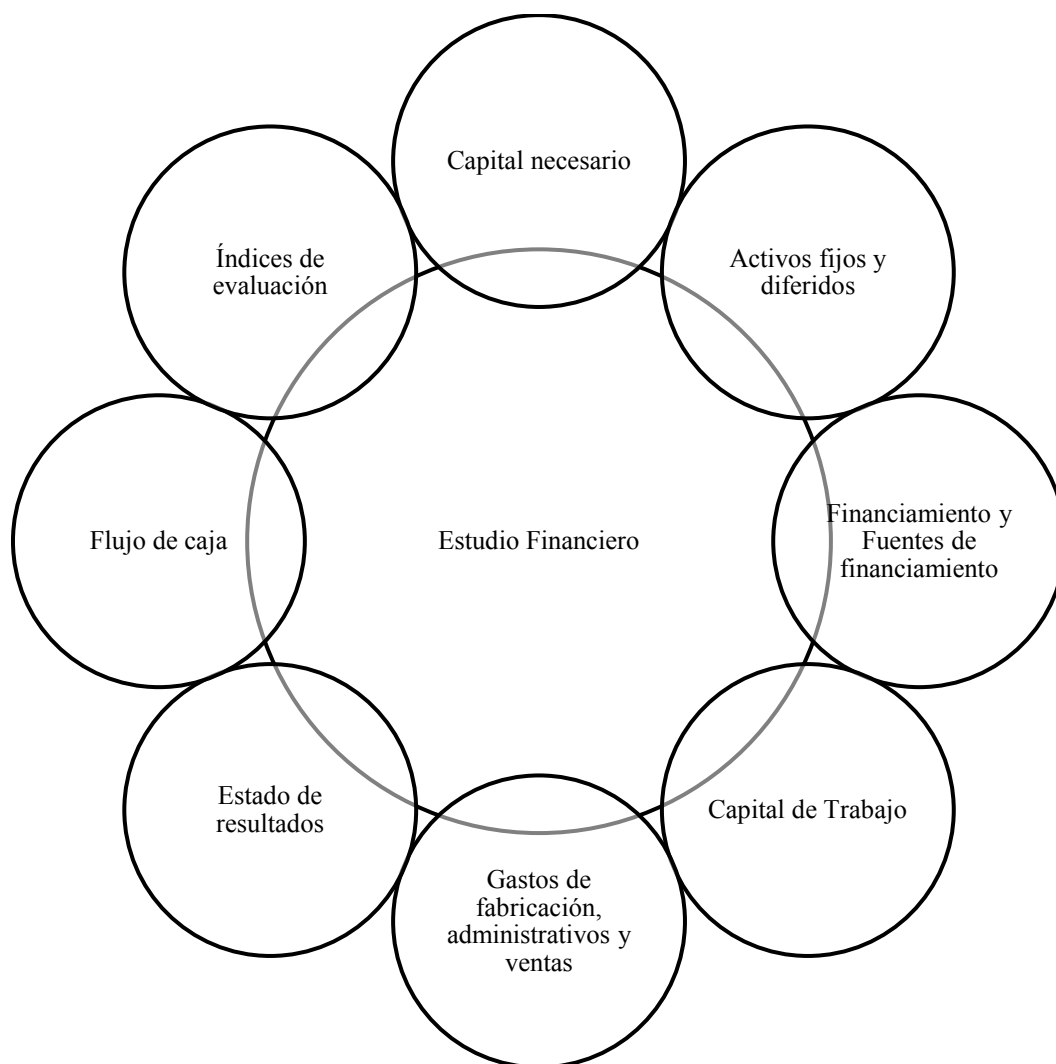 Capital necesario
Índices de
evaluación
Activos fijos y
diferidos
Flujo de caja
Estudio Financiero
Financiamiento y
Fuentes de
financiamiento
Estado de
resultados
Capital de Trabajo
Gastos de
fabricación,
administrativos y
ventas